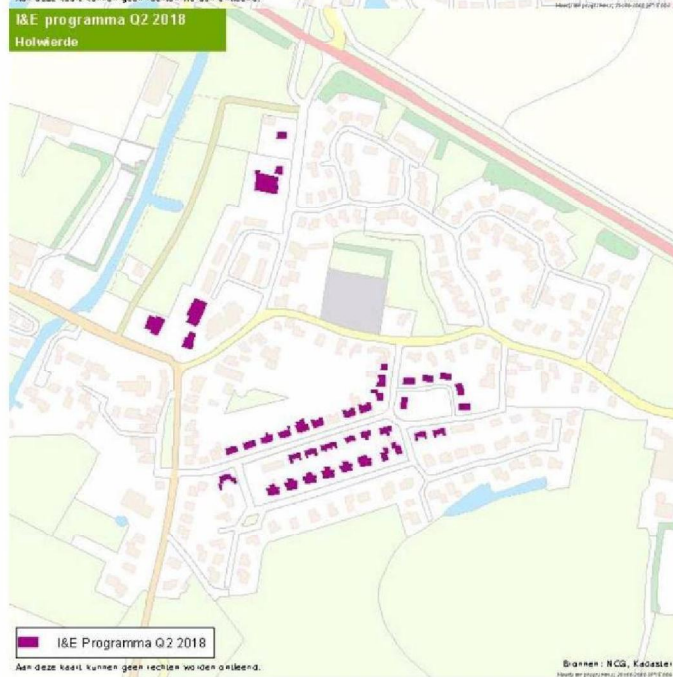 I&E programma Q2 2018
Holwierde
I&E Programma Q2 2018
Aan deze kaart kunnen geen rechten worden ontleend.
Bronnen: NCG, Kadaster